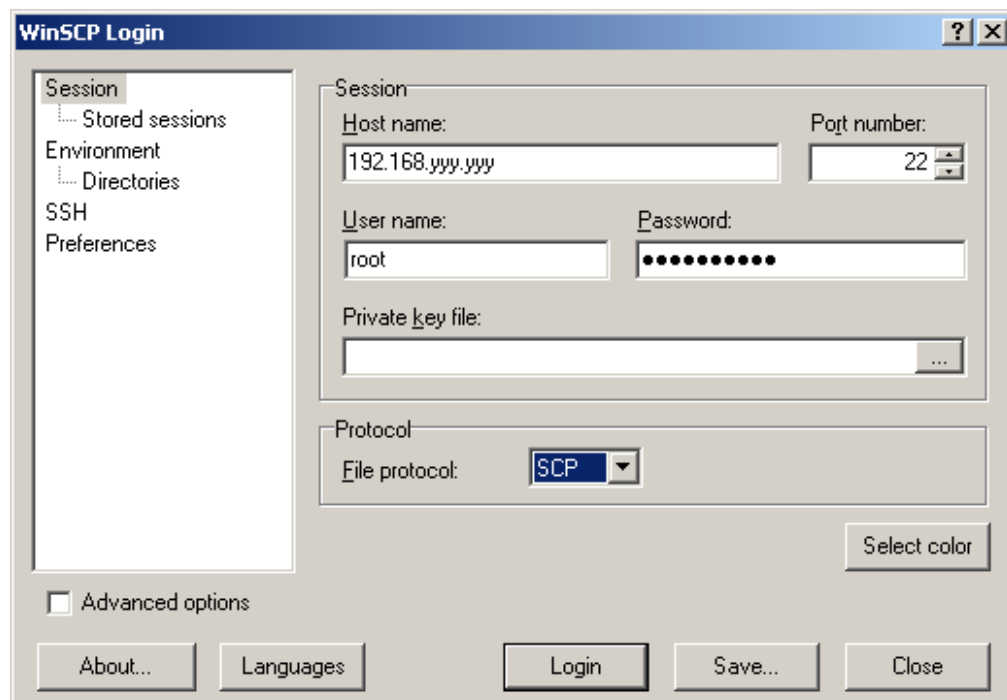 WinSCP Login
Session
Stored sessions
Environment
Directories
SSH
Preferences
Session
Host name:
Port number:
192.168.yyy.yyy
22
User name:
Password:
root
●●●●●●●●●●
Private key file:
...
Protocol
File protocol:
SCP
Select color
Advanced options
About...
Languages
Login
Save...
Close